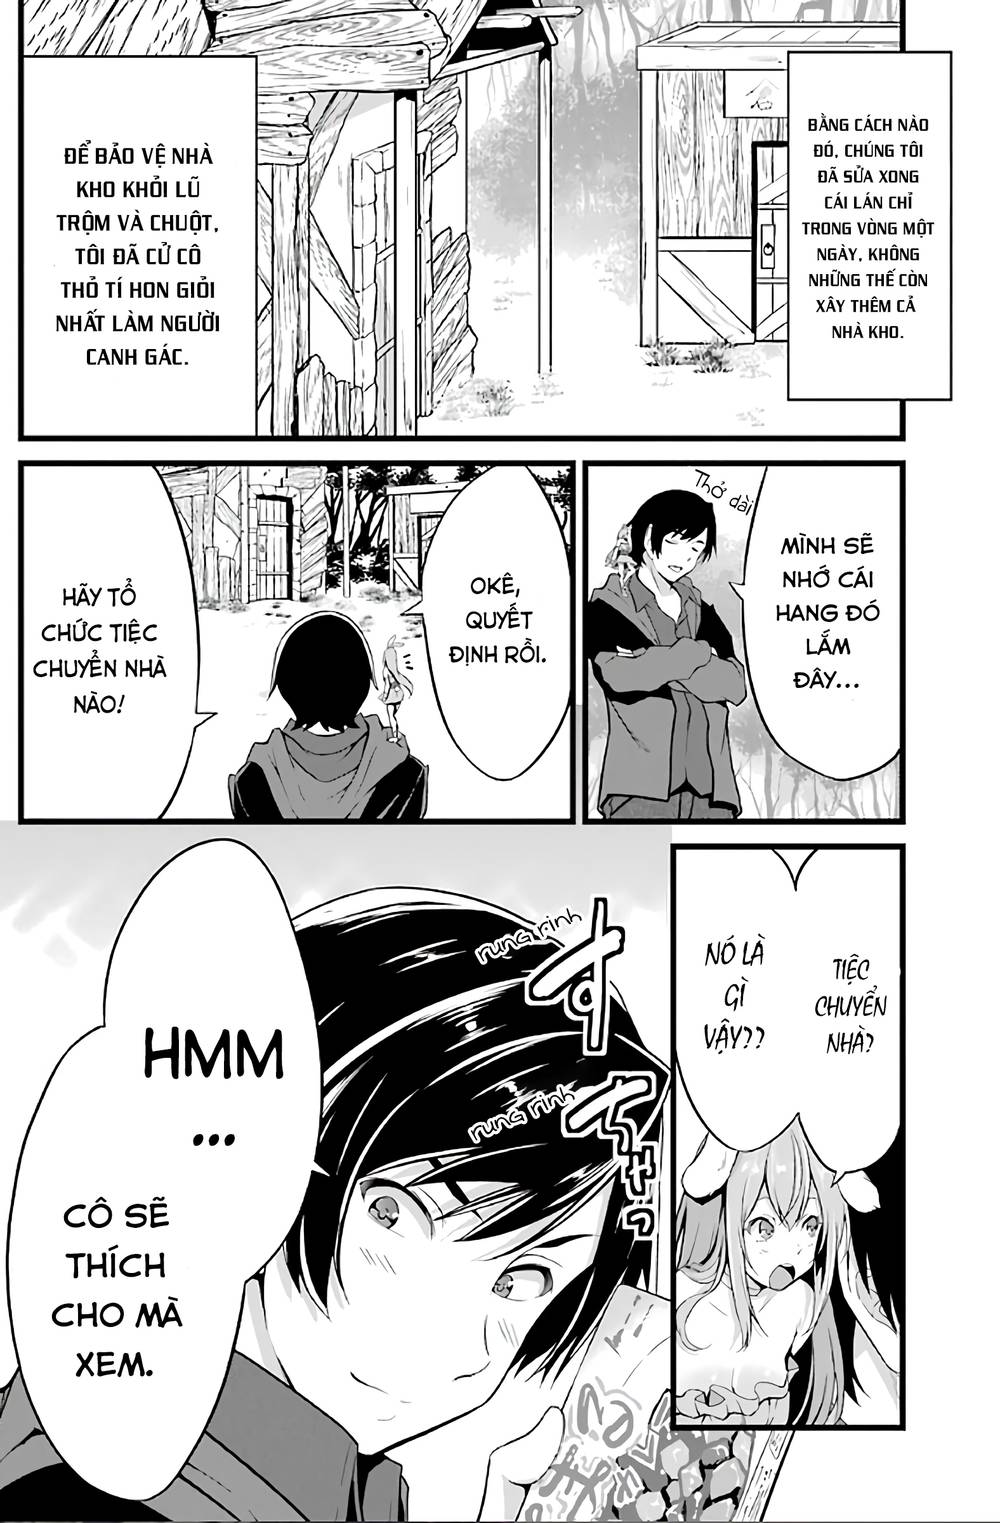 BẰNG CÁCH NÀO
ĐÓ, CHÚNG TÔI
ĐÃ SỬA XONG
CÁI LÁN CHỈ
TRONG VÒNG MỘT
NGÀY, KHÔNG
NHỮNG THẾ CÒN
XÂY THÊM CẢ
NHÀ KHO.
ĐỂ BẢO VỆ NHÀ
KHO KHỎI LŨ
TRỘM VÀ CHUỘT,
TÔI ĐÃ CỬ CÔ
THỎ TÍ HON GIỎI
NHẤT LÀM NGƯỜI
CANH GÁC.
Thở dài
MÌNH SẼ
NHỚ CÁI
HANG ĐÓ
LẮM
ĐÂY...
OKÊ,
QUYẾT
ĐỊNH RỒI.
HÃY TỔ
CHỨC TIỆC
CHUYỂN NHÀ
NÀO!
TIỆC
CHUYỂN
NHÀ?
NÓ LÀ
GÌ
VẬY??
rung rinh
す
rung rinh
ちゃっ
HMM
...
CÔ SẼ
THÍCH
CHO MÀ
XEM.